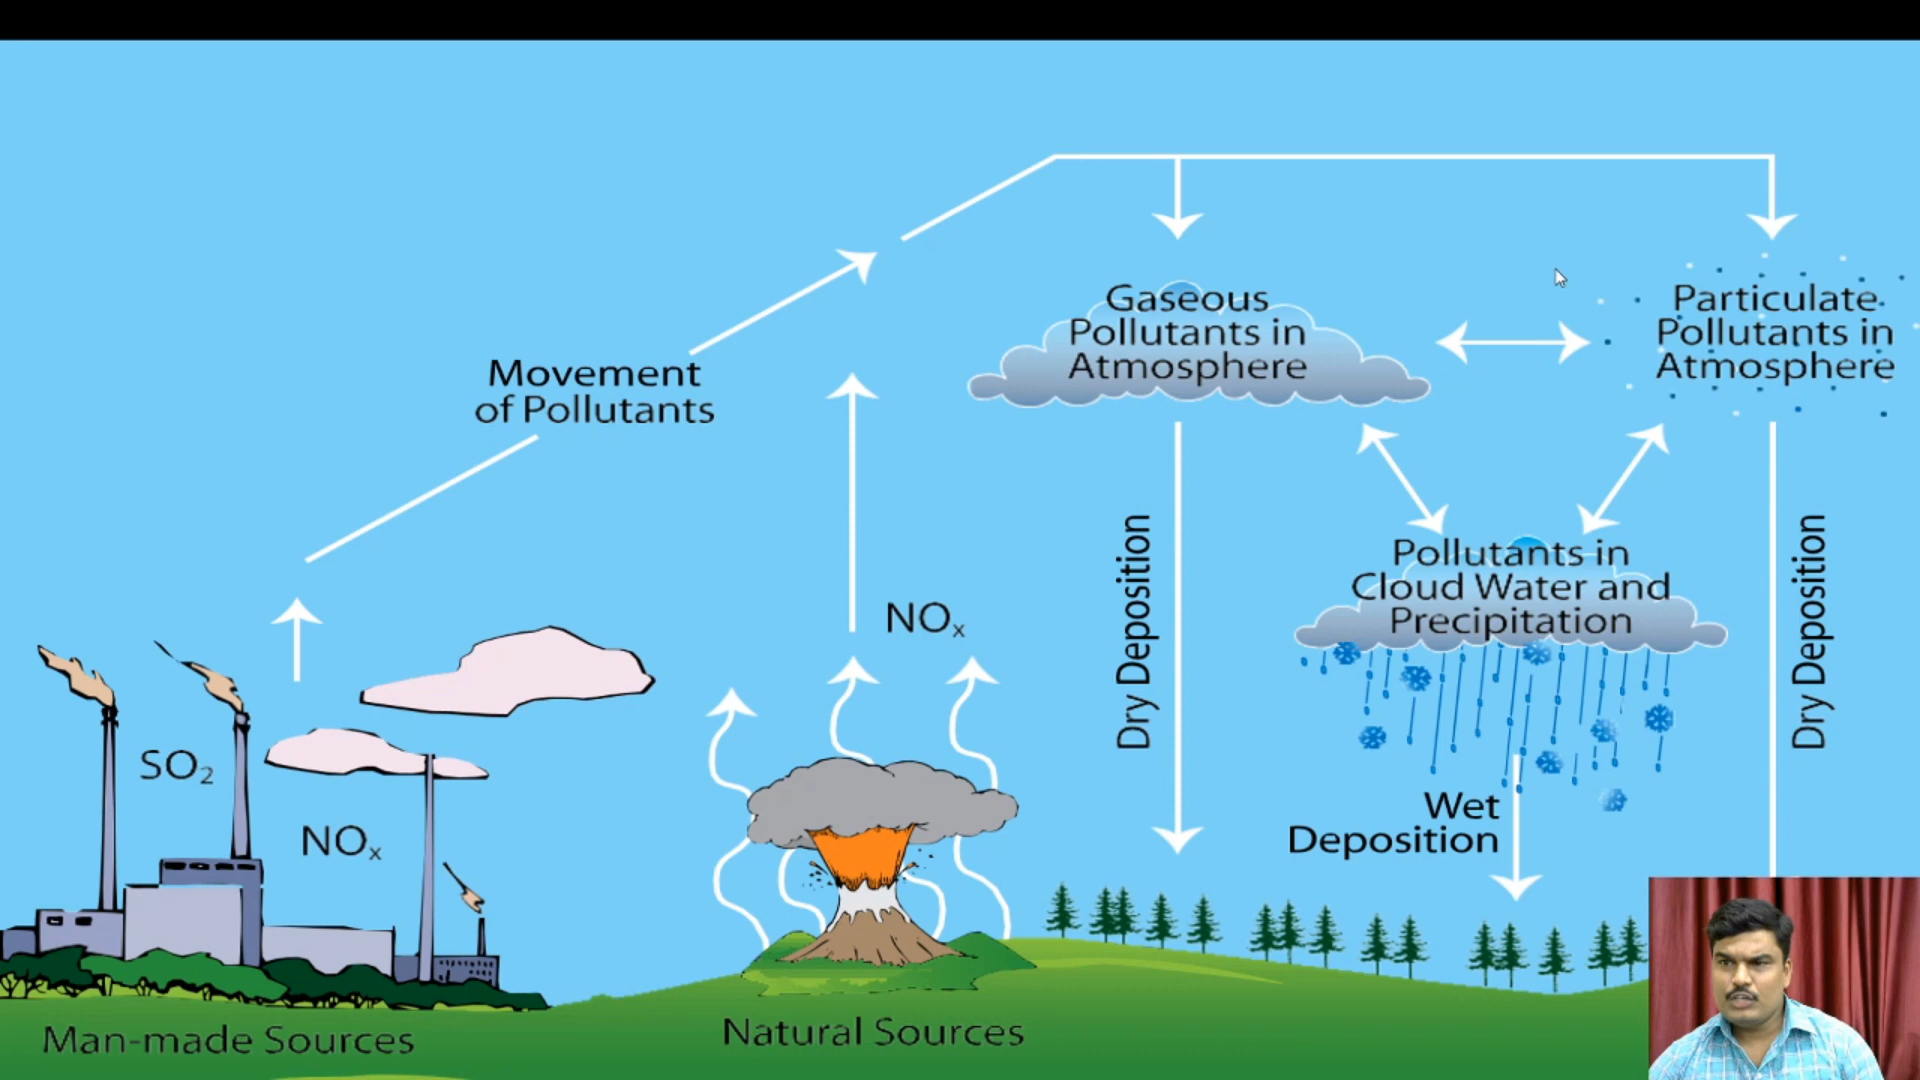 Gaseous
Pollutants in
Atmosphere
Particulate
Pollutants in
Atmosphere
Movement
of Pollutants
Dry Deposition
Pollutants in
Cloud Water and
Precipitation
Dry Deposition
NOx
SO2
NOx
Wet
Deposition
Man-made Sources
Natural Sources